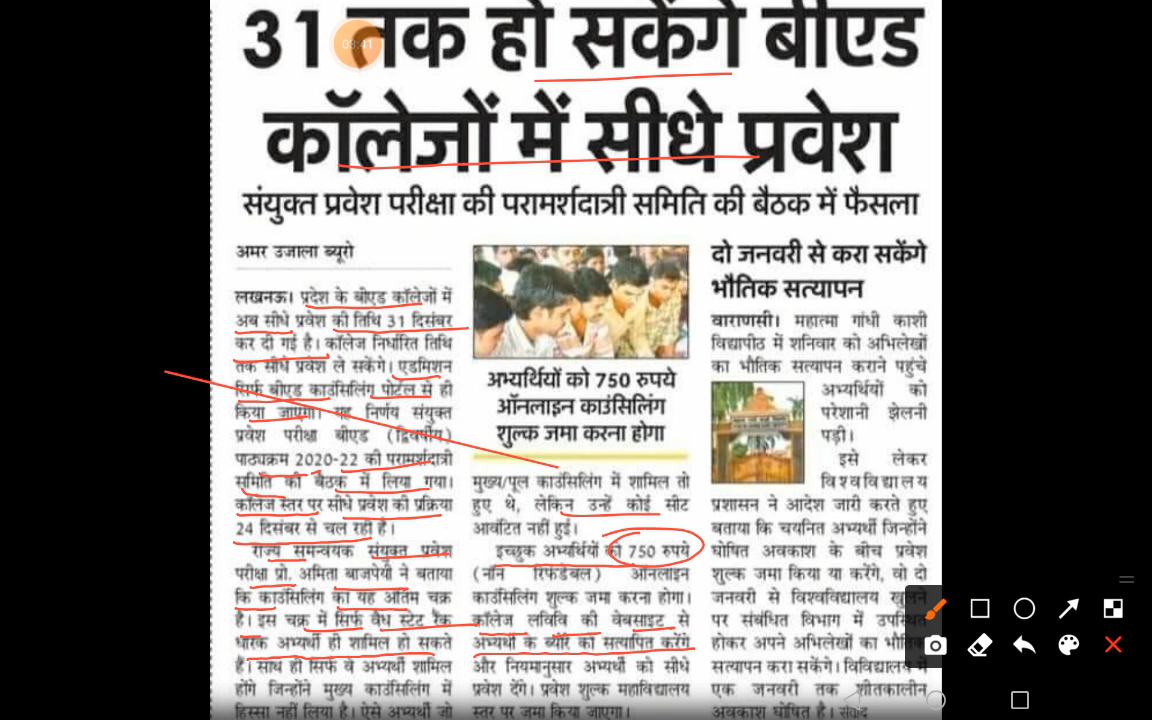 31 तक हो सकेंगे बीएड
कॉलेजों में सीधे प्रवेश
संयुक्त प्रवेश परीक्षा की परामर्शदात्री समिति की बैठक में फैसला
अमर उजाला ब्यूरो
लखनऊ। प्रदेश के बीएड कॉलेजों में
अब सीधे प्रवेश की तिथि 31 दिसंबर
कर दी गई है। कॉलेज निर्धारित तिथि
तक सीधे प्रवेश ले सकेंगे। एडमिशन
सिर्फ बीएड काउंसिलिंग पोर्टल से ही
किया जाएगा। यह निर्णय संयुक्त
प्रवेश परीक्षा बीएड (द्विवर्षीय)
पाठ्यक्रम 2020-22 की परामर्शदात्री
समिति की बैठक में लिया गया।
कॉलेज स्तर पर सीधे प्रवेश की प्रक्रिया
24 दिसंबर से चल रही है।
राज्य समन्वयक संयुक्त प्रवेश
परीक्षा प्रो. अमिता बाजपेयी ने बताया
कि काउंसिलिंग का यह अंतिम चक्र
है। इस चक्र में सिर्फ वैध स्टेट रैंक
धारक अभ्यर्थी ही शामिल हो सकते
हैं। साथ ही सिर्फ वे अभ्यर्थी शामिल
होंगे जिन्होंने मुख्य काउंसिलिंग में
हिस्सा नहीं लिया है। ऐसे अभ्यर्थी जो
अभ्यर्थियों को 750 रुपये
ऑनलाइन काउंसिलिंग
शुल्क जमा करना होगा
मुख्य/पूल काउंसिलिंग में शामिल तो
हुए थे, लेकिन उन्हें कोई सीट
आवंटित नहीं हुई।
इच्छुक अभ्यर्थियों को 750 रुपये
(नॉन रिफंडेबल) ऑनलाइन
काउंसिलिंग शुल्क जमा करना होगा।
कॉलेज लविवि की वेबसाइट से
अभ्यर्थी के ब्योरे को सत्यापित करेंगे
और नियमानुसार अभ्यर्थी को सीधे
प्रवेश देंगे। प्रवेश शुल्क महाविद्यालय
स्तर पर जमा किया जाएगा।
दो जनवरी से करा सकेंगे
भौतिक सत्यापन
वाराणसी। महात्मा गांधी काशी
विद्यापीठ में शनिवार को अभिलेखों
का भौतिक सत्यापन कराने पहुंचे
अभ्यर्थियों को
परेशानी झेलनी
पड़ी।
इसे लेकर
विश्वविद्यालय
प्रशासन ने आदेश जारी करते हुए
बताया कि चयनित अभ्यर्थी जिन्होंने
घोषित अवकाश के बीच प्रवेश
शुल्क जमा किया या करेंगे, वो दो
जनवरी से विश्वविद्यालय खुलने
पर संबंधित विभाग में उपस्थित
होकर अपने अभिलेखों का भौतिक
सत्यापन करा सकेंगे। विविद्यालय में
एक जनवरी तक शीतकालीन
अवकाश घोषित है। संवाद
03:41